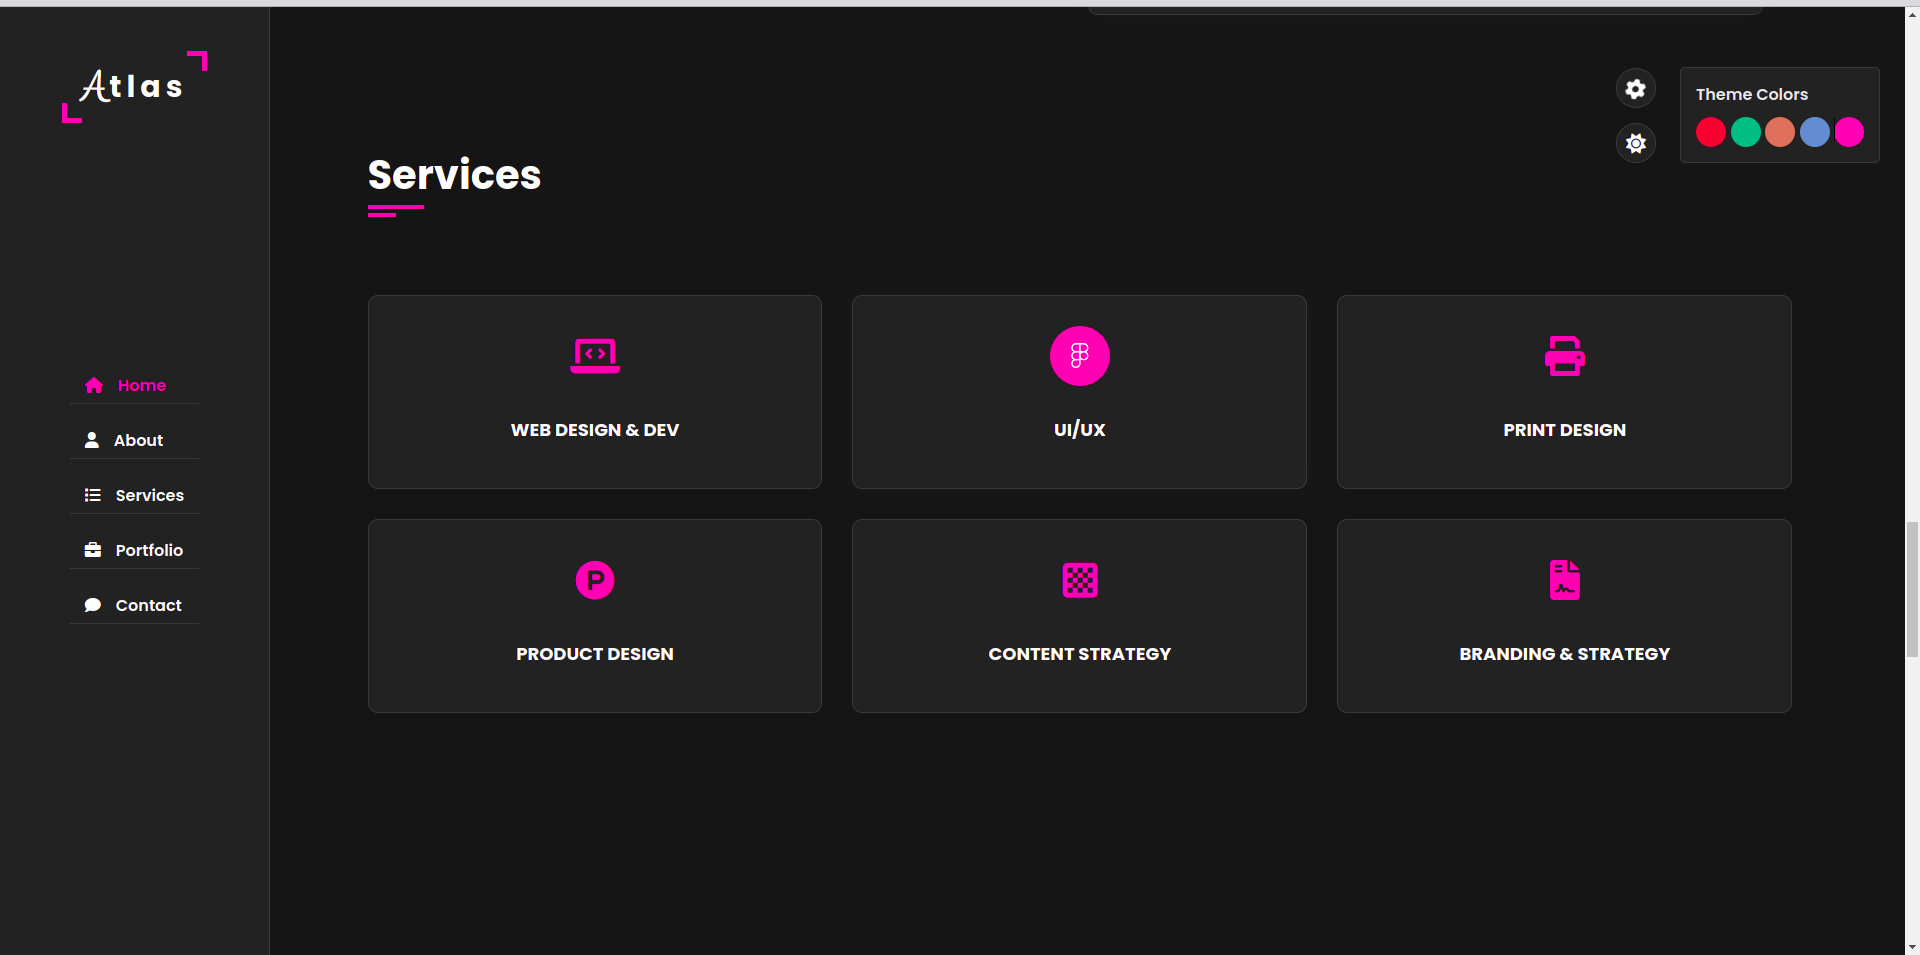 Atlas
Home
About
Services
Portfolio
Contact
Theme Colors
Services
WEB DESIGN & DEV
UI/UX
PRINT DESIGN
P
PRODUCT DESIGN
CONTENT STRATEGY
BRANDING & STRATEGY